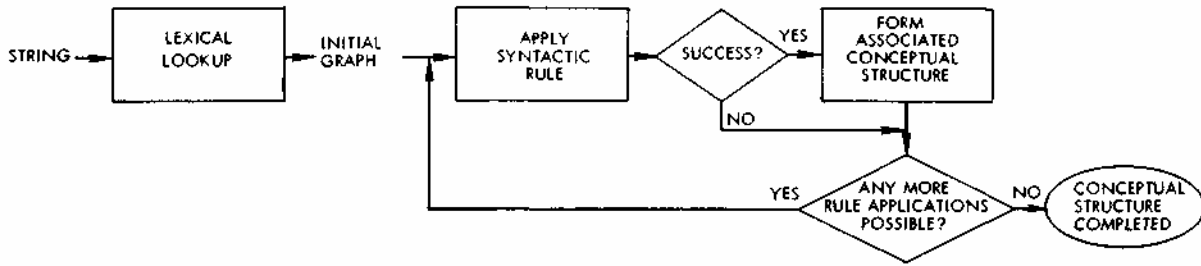 STRING
LEXICAL
LOOKUP
INITIAL
GRAPH
APPLY
SYNTACTIC
RULE
SUCCESS?
YES
FORM
ASSOCIATED
CONCEPTUAL
STRUCTURE
NO
YES
ANY MORE
RULE APPLICATIONS
POSSIBLE?
NO
CONCEPTUAL
STRUCTURE
COMPLETED